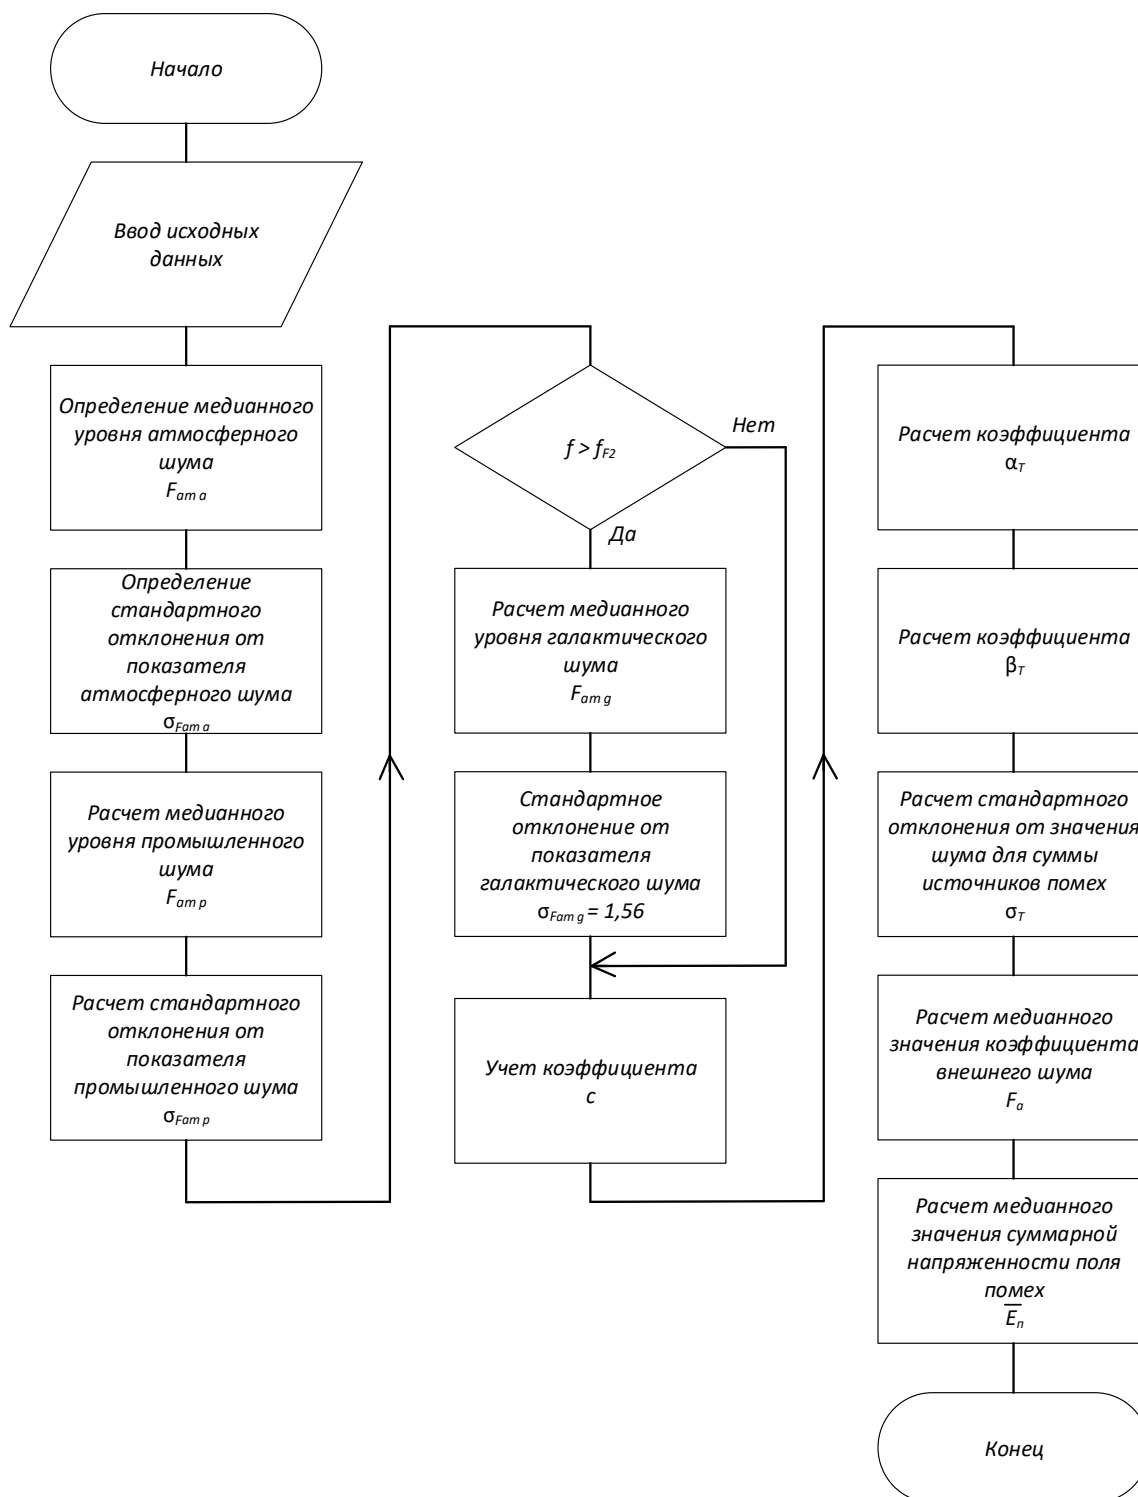 Начало
Ввод исходных
данных
Определение медианного
уровня атмосферного
шума
F am a
Определение
стандартного
отклонения от
показателя
атмосферного шума
σFam a
Расчет медианного
уровня промышленного
шума
F am p
Расчет стандартного
отклонения от
показателя
промышленного шума
σFam p
f > fF2
Нет
Да
Расчет медианного
уровня галактического
шума
F am g
Стандартное
отклонение от
показателя
галактического шума
σFam g = 1,56
Учет коэффициента
c
Расчет коэффициента
αT
Расчет коэффициента
βT
Расчет стандартного
отклонения от значения
шума для суммы
источников помех
σT
Расчет медианного
значения коэффициента
внешнего шума
Fa
Расчет медианного
значения суммарной
напряженности поля
помех
E̅п
Конец